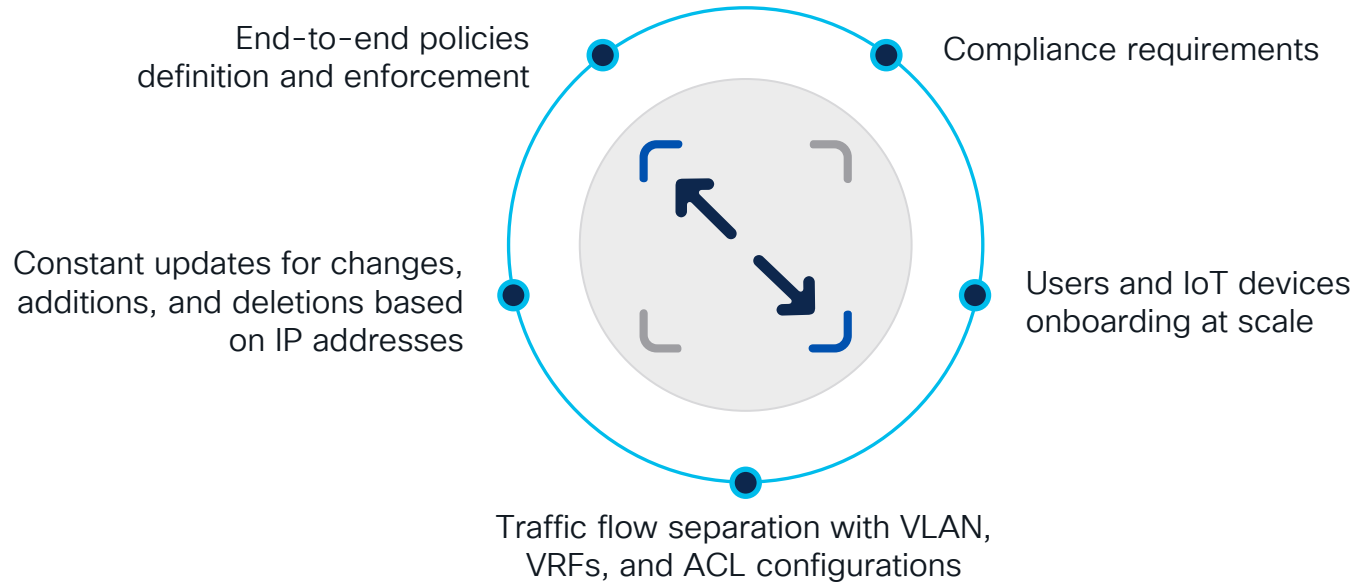 End-to-end policies
definition and enforcement
Compliance requirements
Constant updates for changes,
additions, and deletions based
on IP addresses
Users and IoT devices
onboarding at scale
Traffic flow separation with VLAN,
VRFs, and ACL configurations